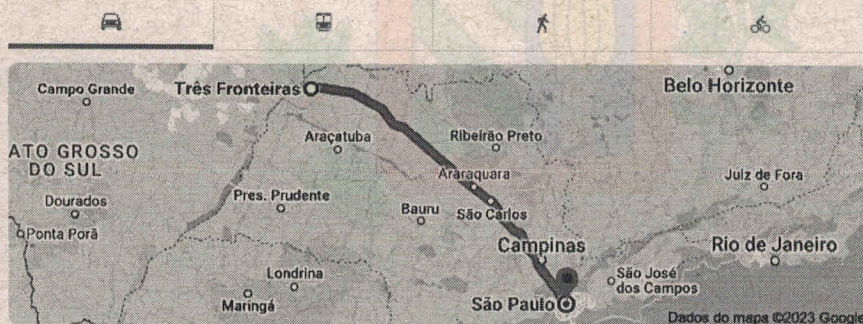 Campo Grande
Três Fronteiras
Belo Horizonte
Araçatuba
Ribeirão Preto
ATO GROSSO
DO SUL
Araraquara
Juiz de Fora
Dourados
Pres. Prudente
Bauru
São Carlos
Ponta Porã
Campinas
Rio de Janeiro
Londrina
São José
dos Campos
Maringá
São Paulo
Dados do mapa ©2023 Google